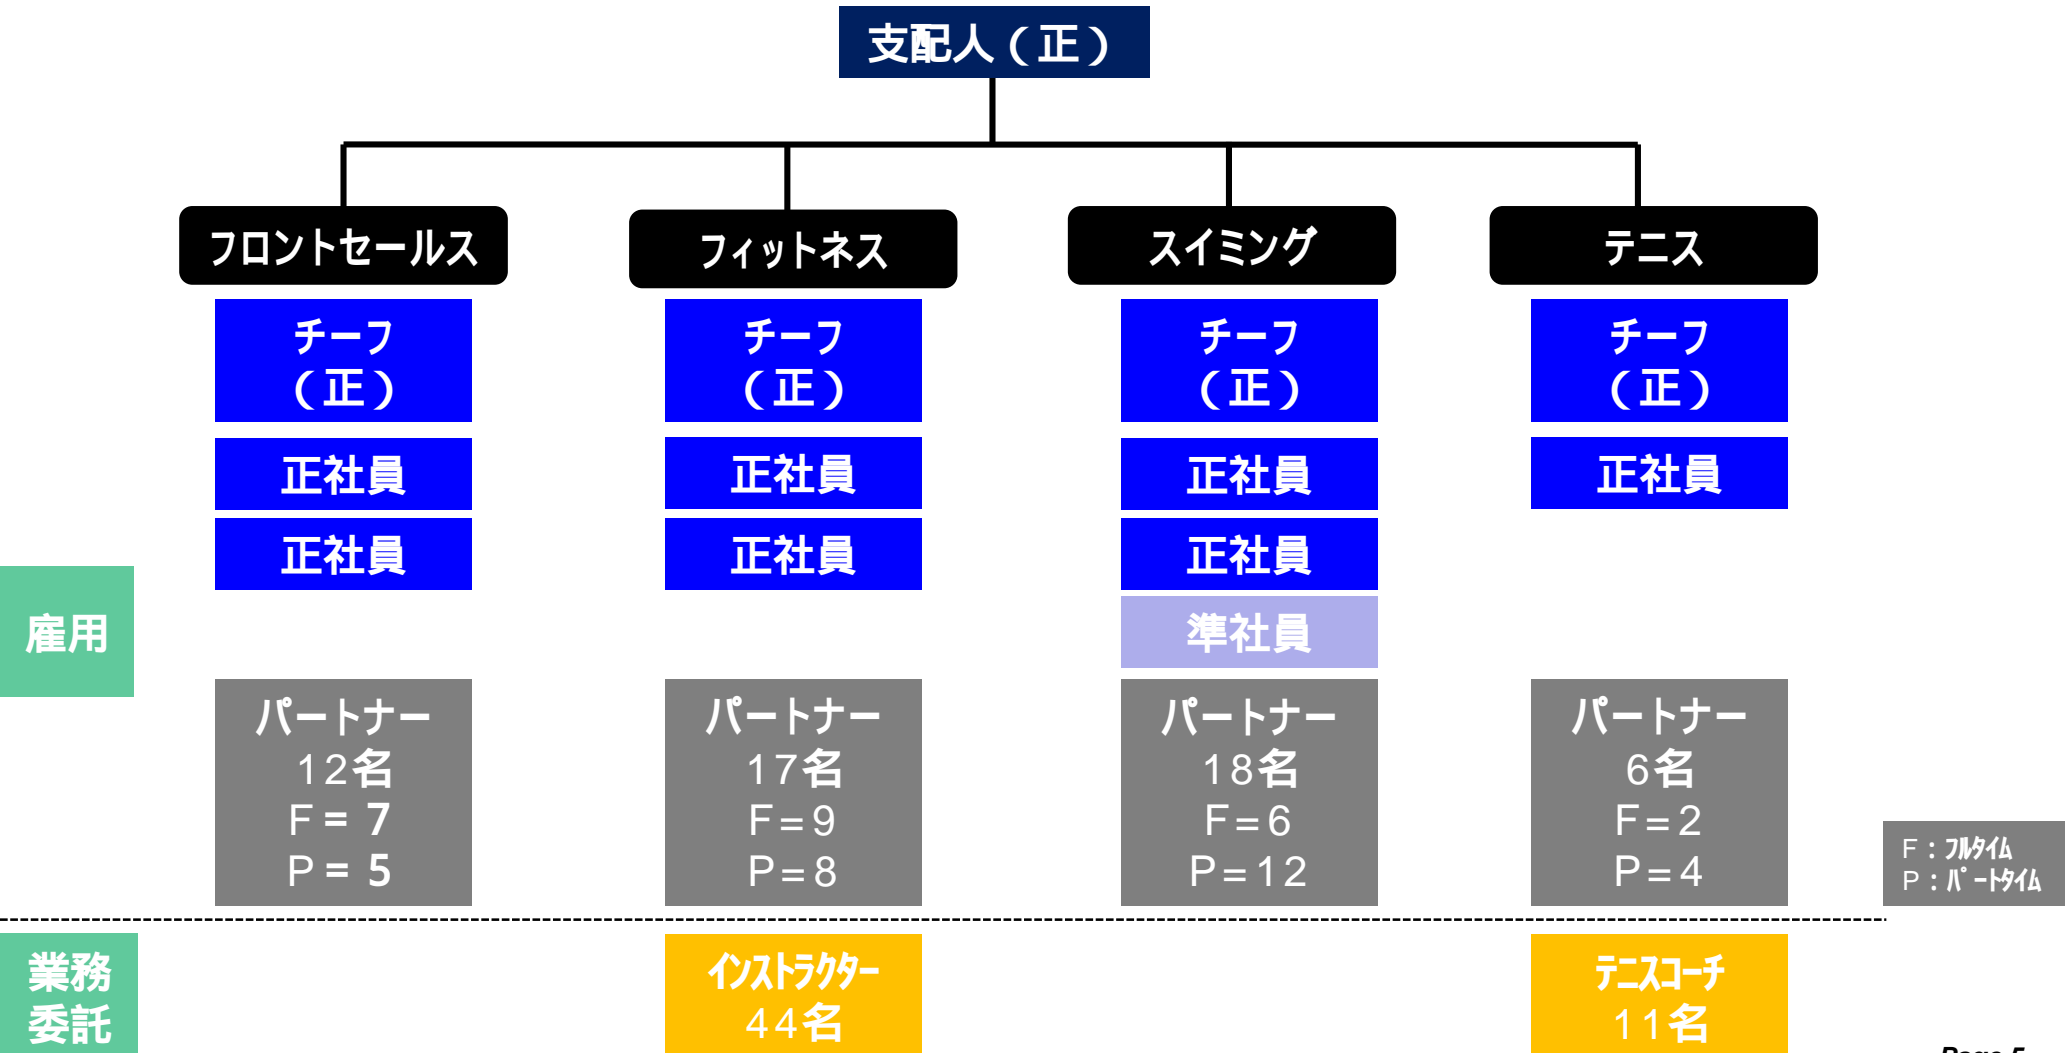 支配人（正）
フロントセールス
フィットネス
スイミング
テニス
チーフ
（正）
チーフ
（正）
チーフ
（正）
チーフ
（正）
正社員
正社員
正社員
正社員
正社員
正社員
正社員
準社員
雇用
パートナー
12名
F＝７
P＝５
パートナー
17名
F＝9
P＝8
パートナー
18名
F＝6
P＝12
パートナー
6名
F＝2
P＝4
F：ﾌﾙﾀｲﾑ
P：ﾊﾟｰﾄﾀｲﾑ
業務
委託
インストラクター
44名
テニスコーチ
11名
Page 5